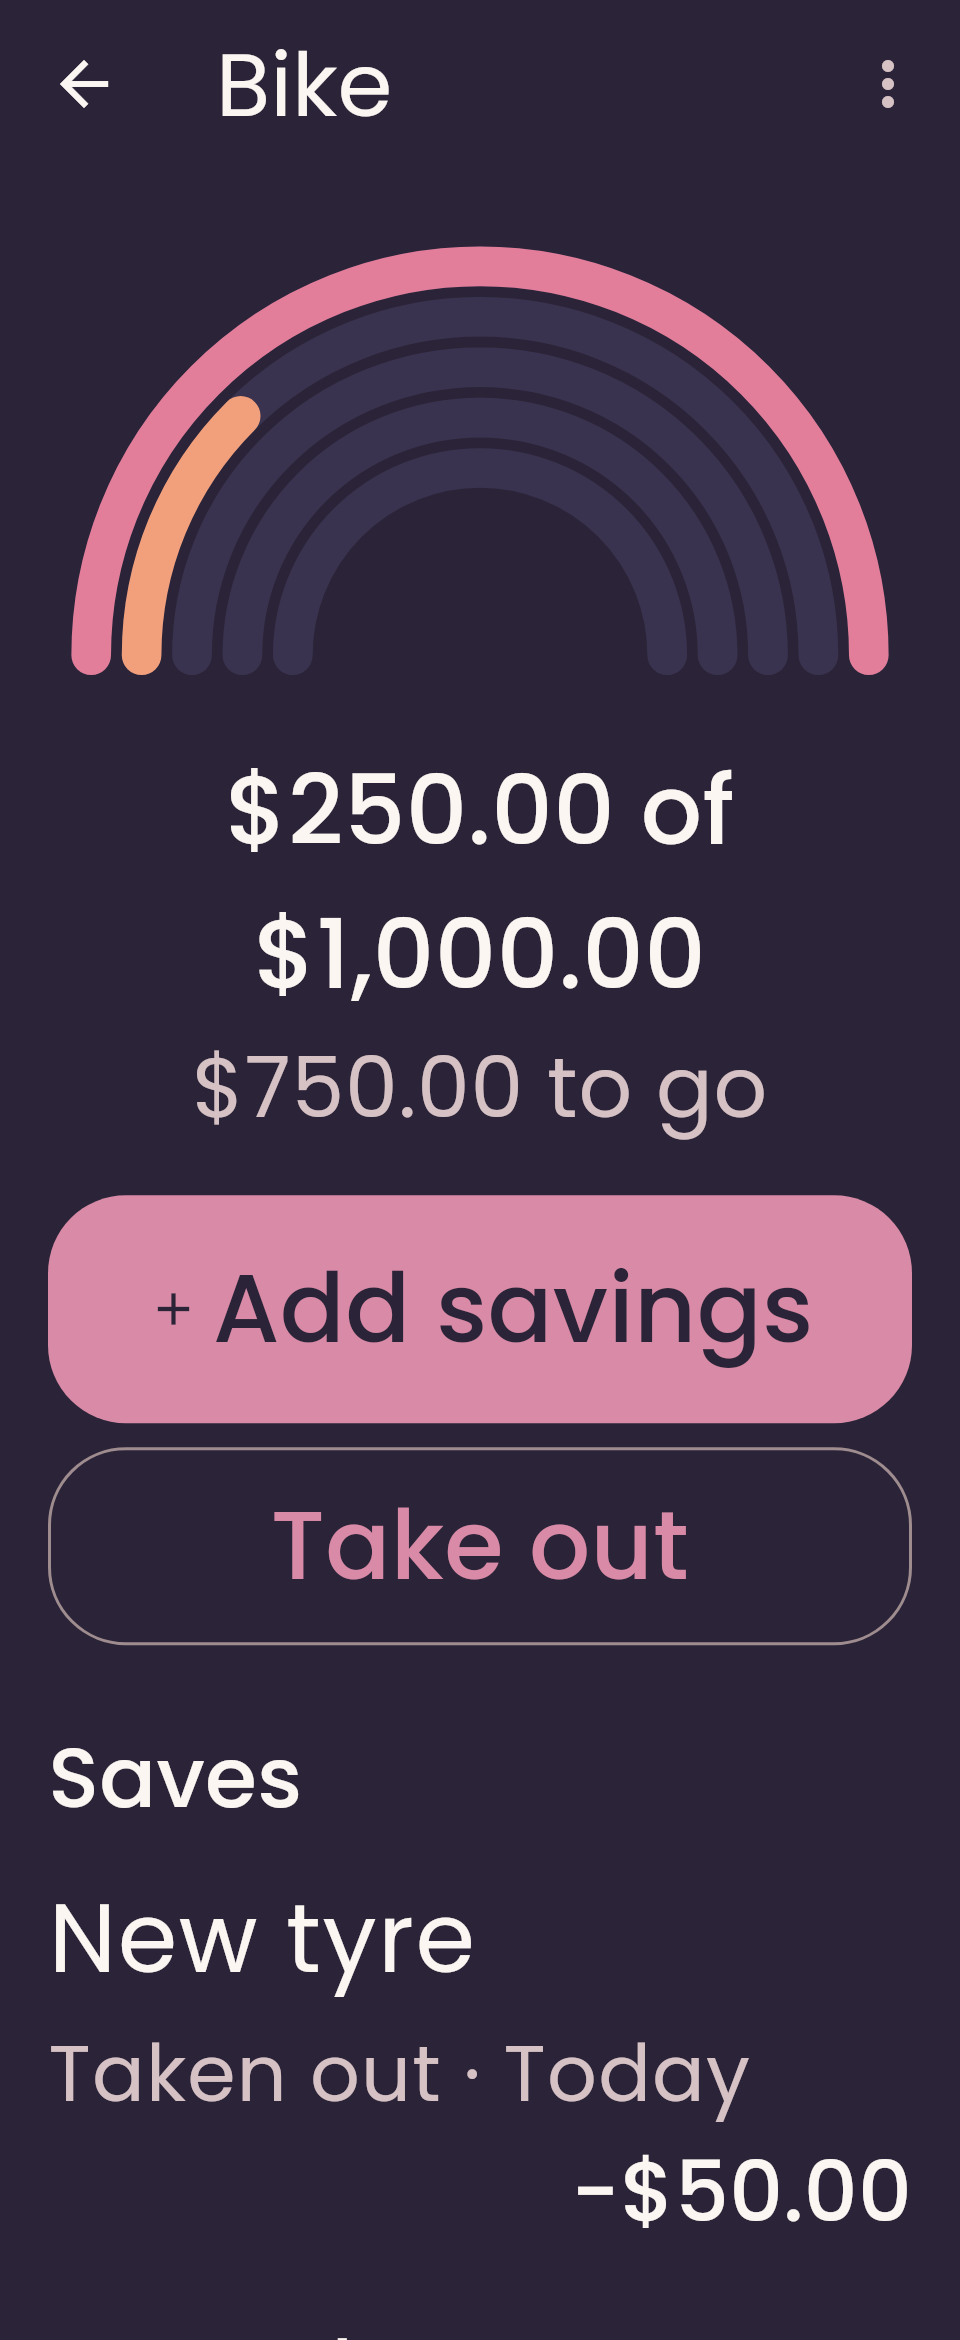 Bike
$250.00 of
$1,000.00
$750.00 to go
+ Add savings
Take out
Saves
New tyre
Taken out · Today
-$50.00